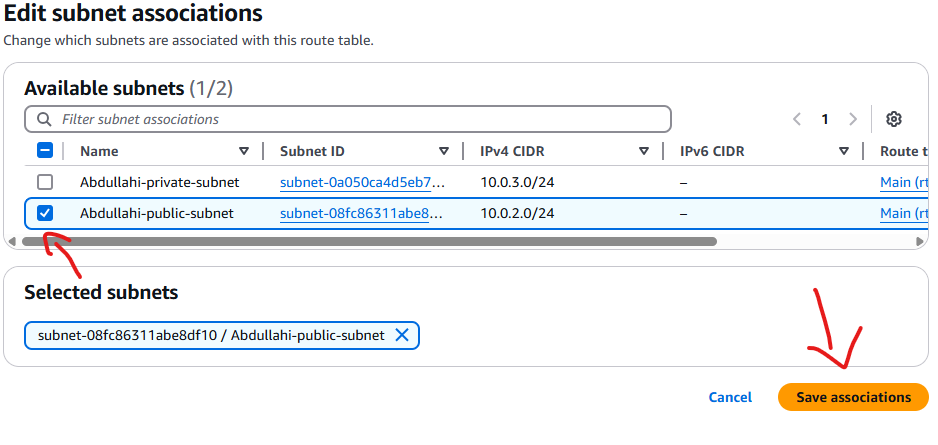 Edit subnet associations
Change which subnets are associated with this route table.
Available subnets (1/2)
Filter subnet associations
1
Name Subnet ID IPv4 CIDR IPv6 CIDR Route t
Abdullahi-private-subnet subnet-0a050ca4d5eb7… 10.0.3.0/24 – Main (rt
Abdullahi-public-subnet subnet-08fc86311abe8… 10.0.2.0/24 – Main (rt
Selected subnets
subnet-08fc86311abe8df10 / Abdullahi-public-subnet
Cancel Save associations